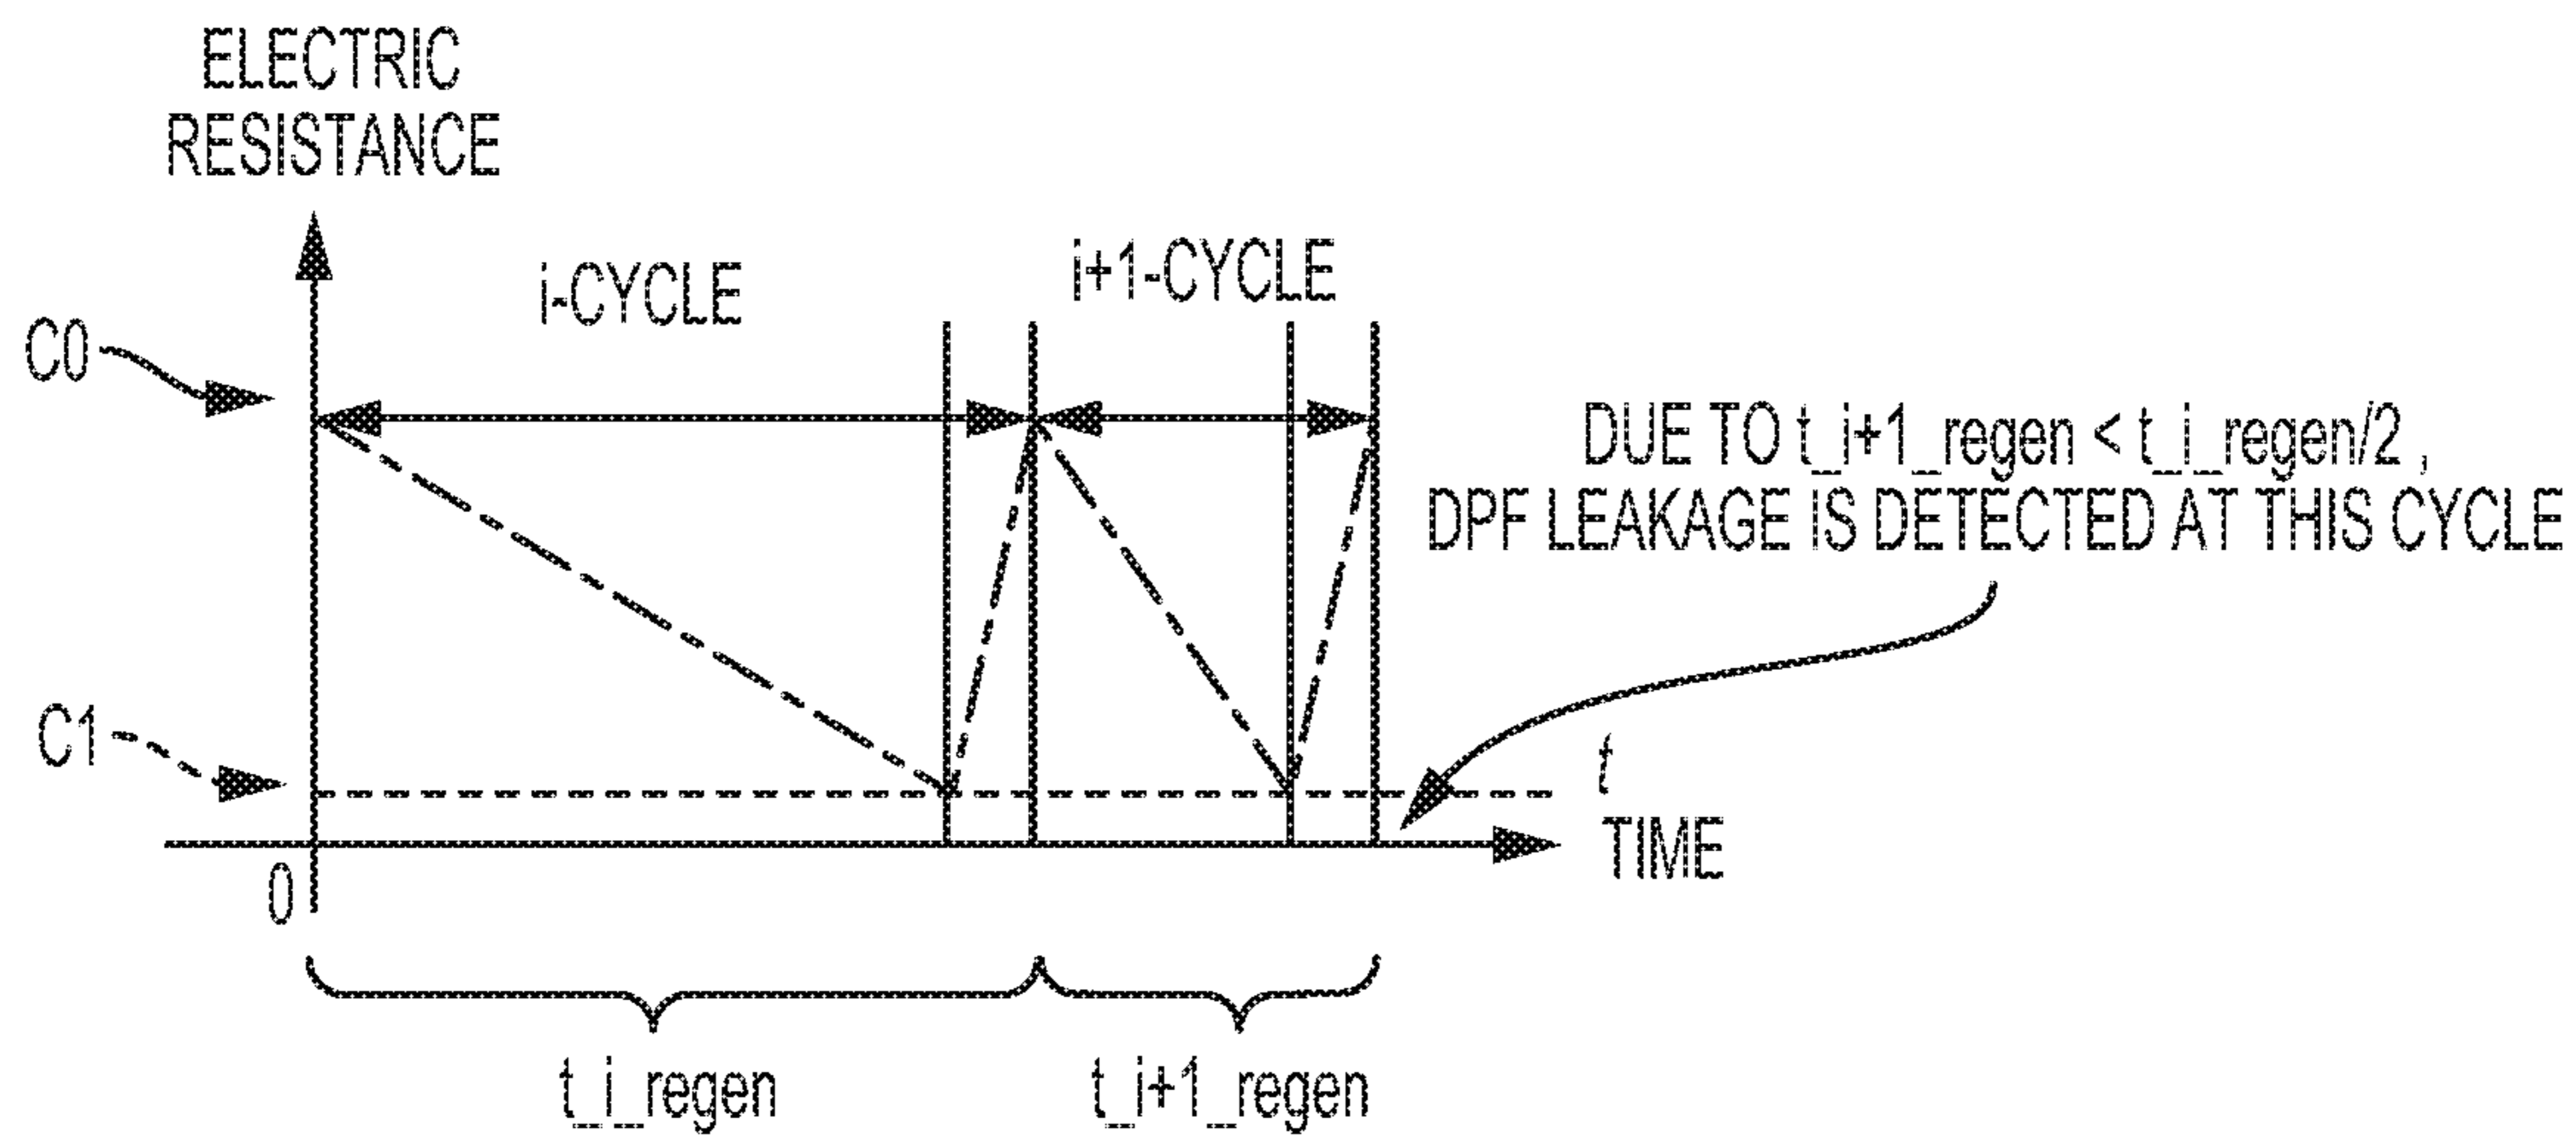 ELECTRIC
RESISTANCE
i-CYCLE
i+1-CYCLE
C0
DUE TO t_i+1_regen < t_i_regen/2 ,
DPF LEAKAGE IS DETECTED AT THIS CYCLE
C1
t
TIME
0
t_i_regen
t_i+1_regen